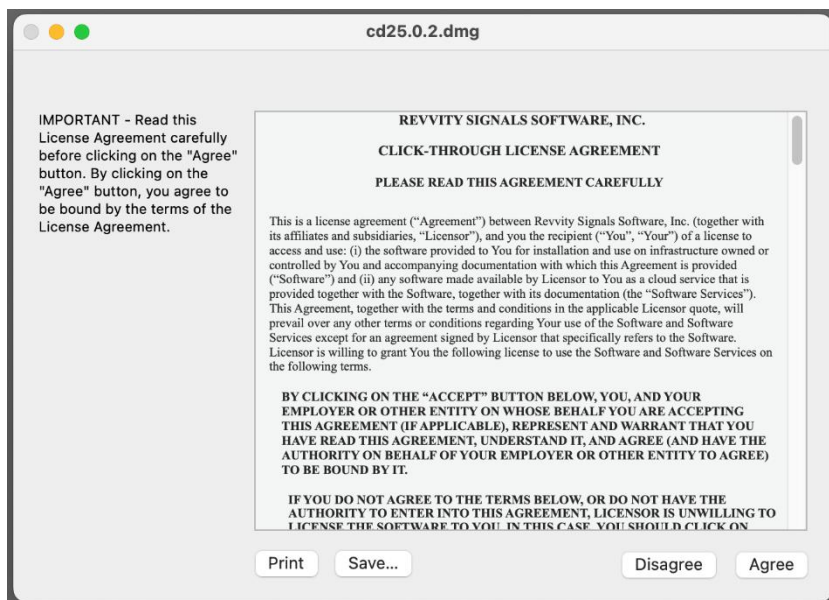 cd25.0.2.dmg
IMPORTANT - Read this
License Agreement carefully
before clicking on the "Agree"
button. By clicking on the
"Agree" button, you agree to
be bound by the terms of the
License Agreement.
REVVITY SIGNALS SOFTWARE, INC.
CLICK-THROUGH LICENSE AGREEMENT
PLEASE READ THIS AGREEMENT CAREFULLY
This is a license agreement (“Agreement”) between Revvity Signals Software, Inc. (together with
its affiliates and subsidiaries, “Licensor”), and you the recipient (“You”, “Your”) of a license to
access and use: (i) the software provided to You for installation and use on infrastructure owned or
controlled by You and accompanying documentation with which this Agreement is provided
(“Software”) and (ii) any software made available by Licensor to You as a cloud service that is
provided together with the Software, together with its documentation (the “Software Services”).
This Agreement, together with the terms and conditions in the applicable Licensor quote, will
prevail over any other terms or conditions regarding Your use of the Software and Software
Services except for an agreement signed by Licensor that specifically refers to the Software.
Licensor is willing to grant You the following license to use the Software and Software Services on
the following terms.
BY CLICKING ON THE “ACCEPT” BUTTON BELOW, YOU, AND YOUR
EMPLOYER OR OTHER ENTITY ON WHOSE BEHALF YOU ARE ACCEPTING
THIS AGREEMENT (IF APPLICABLE), REPRESENT AND WARRANT THAT YOU
HAVE READ THIS AGREEMENT, UNDERSTAND IT, AND AGREE (AND HAVE THE
AUTHORITY ON BEHALF OF YOUR EMPLOYER OR OTHER ENTITY TO AGREE)
TO BE BOUND BY IT.
IF YOU DO NOT AGREE TO THE TERMS BELOW, OR DO NOT HAVE THE
AUTHORITY TO ENTER INTO THIS AGREEMENT, LICENSOR IS UNWILLING TO
LICENSE THE SOFTWARE TO YOU. IN THIS CASE, YOU SHOULD CLICK ON
Print
Save...
Disagree
Agree